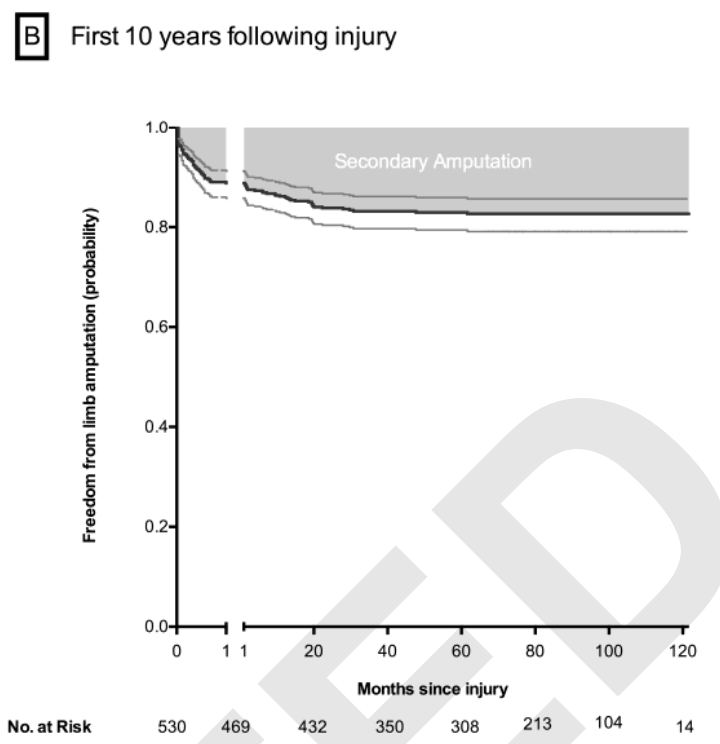 B First 10 years following injury
1.0
Secondary Amputation
0.8
0.6
0.4
0.2
0.0
Freedom from limb amputation (probability)
0 1 1 20 40 60 80 100 120
Months since injury
No. at Risk 530 469 432 350 308 213 104 14